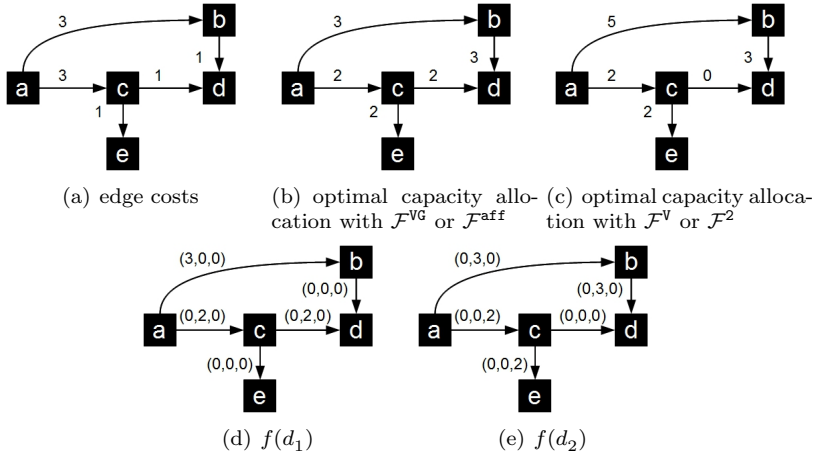 3
b
1
a
3
c
1
d
1
e
3
b
3
a
2
c
2
d
2
e
5
b
3
a
2
c
0
d
2
e
(a) edge costs
(b) optimal capacity allo-
cation with F^VG or F^aff
(c) optimal capacity alloca-
tion with F^V or F^2
(3,0,0)
b
(0,0,0)
a
(0,2,0)
c
(0,2,0)
d
(0,0,0)
e
(0,3,0)
b
(0,3,0)
a
(0,0,2)
c
(0,0,0)
d
(0,0,2)
e
(d) f(d₁)
(e) f(d₂)